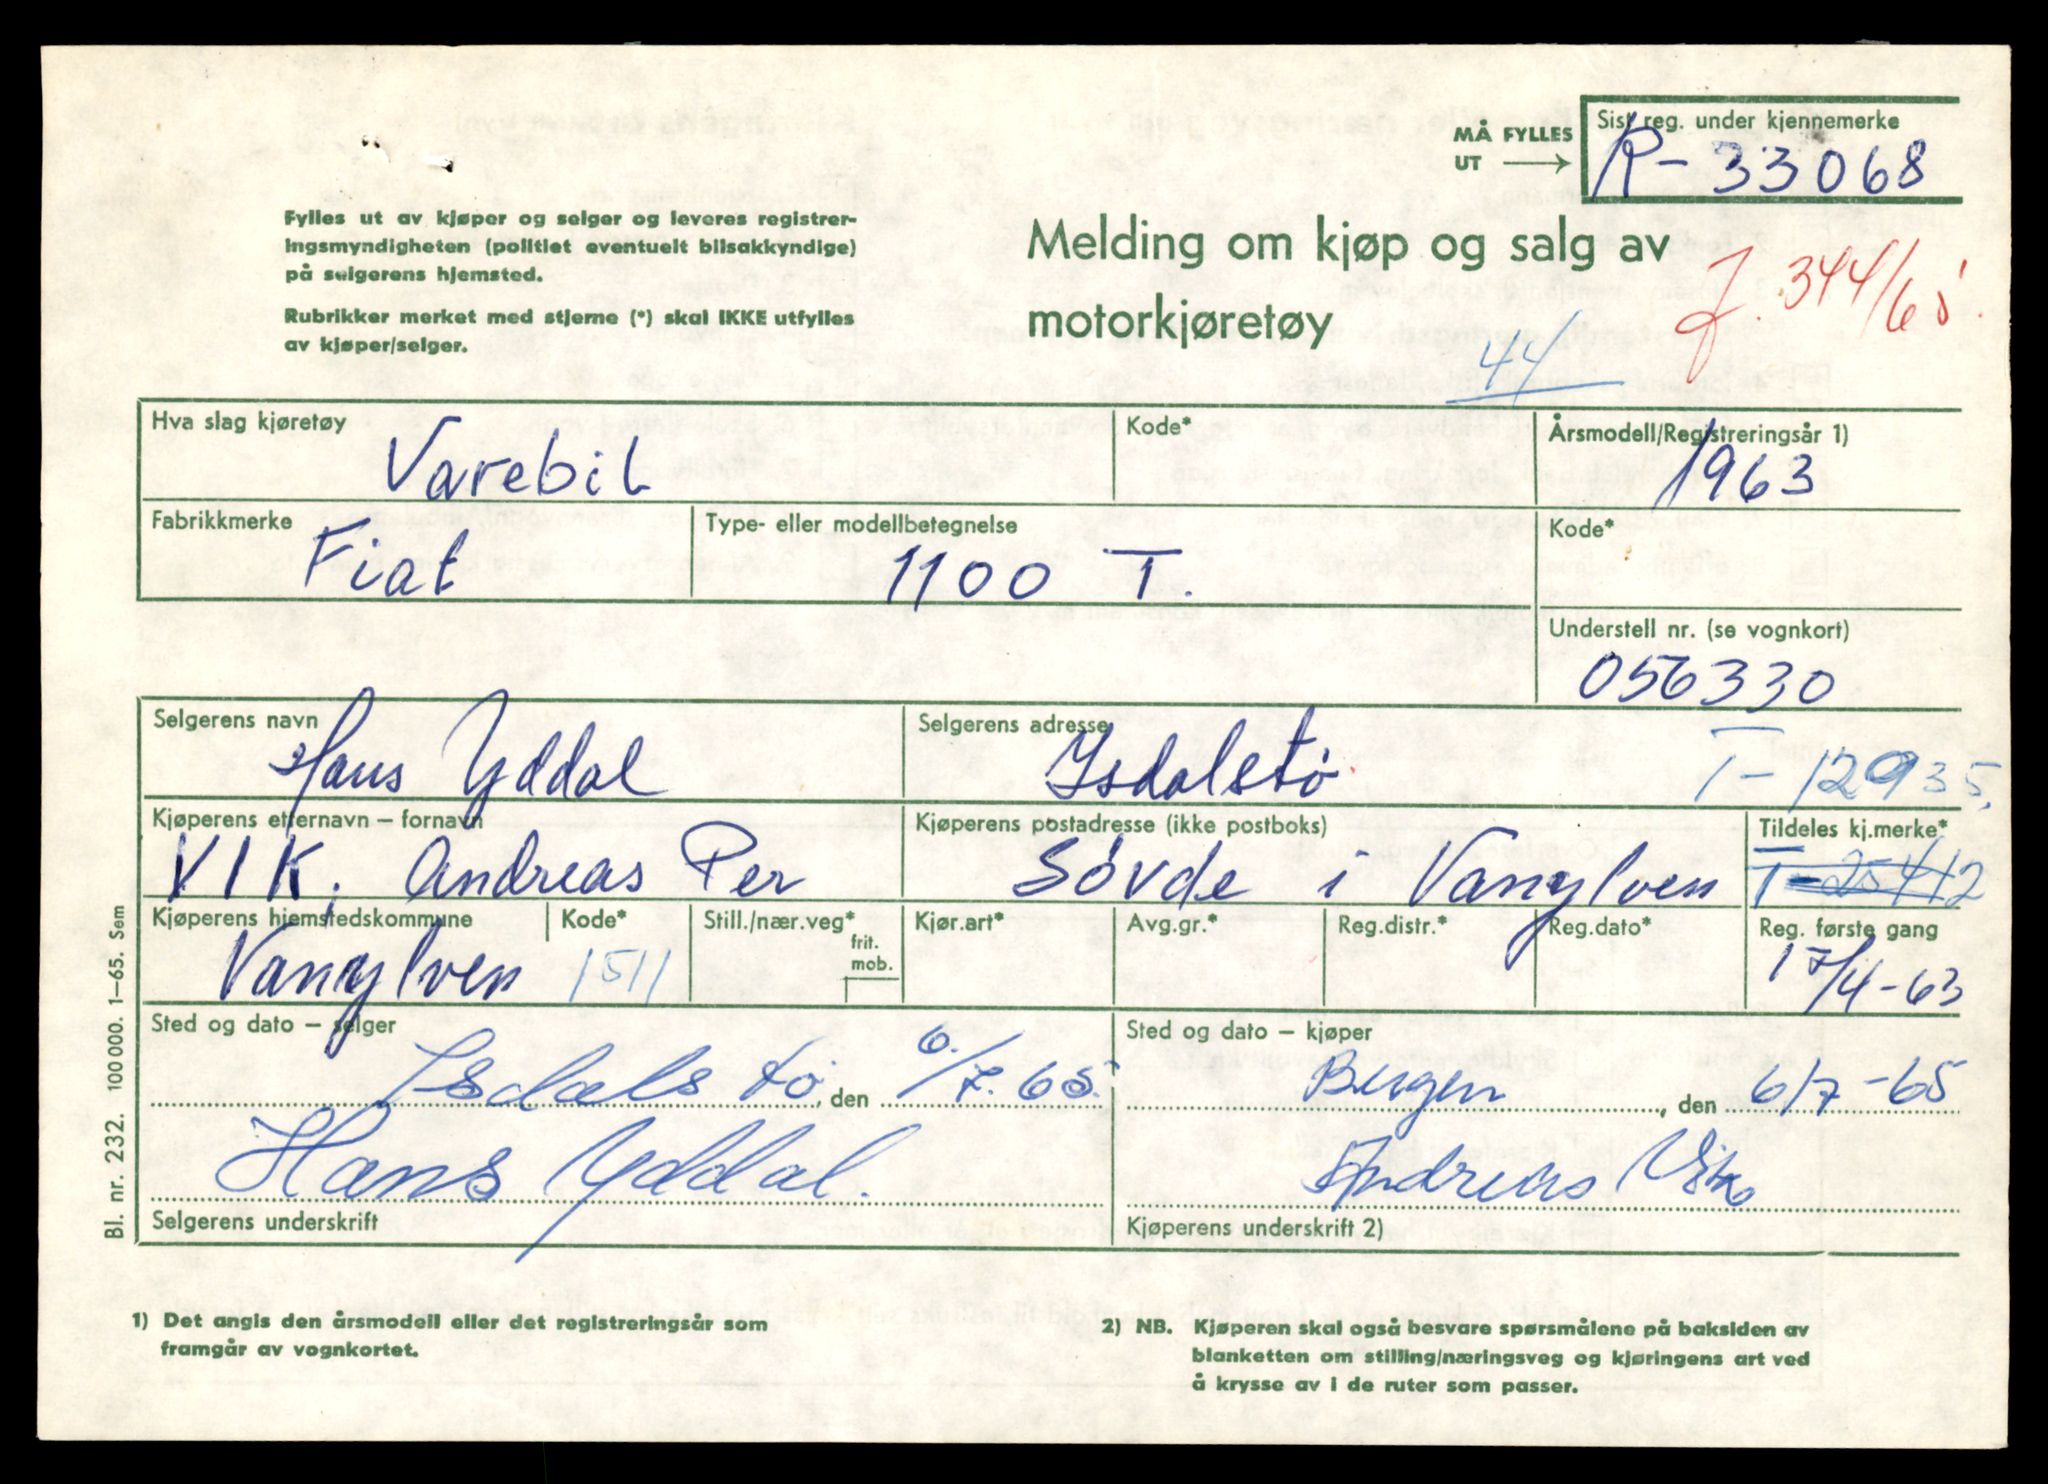 MÅ FYLLES UT
Sist reg. under kjennemerke
R-33068
Fylles ut av kjøper og selger og leveres registrer-
ingsmyndigheten (politiet eventuelt bilsakkyndige)
på selgerens hjemsted.
Rubrikker merket med stjerne (*) skal IKKE utfylles
av kjøper/selger.
Melding om kjøp og salg av
motorkjøretøy
J. 344/65.
44/
Hva slag kjøretøy
Varebil
Kode*
Årsmodell/Registreringsår 1)
1963
Fabrikkmerke
Fiat
Type- eller modellbetegnelse
1100 T.
Kode*
Understell nr. (se vognkort)
056330
Selgerens navn
Hans Yddal
Selgerens adresse
Isdalstø
T-12935
Kjøperens etternavn – fornavn
VIK, Andreas Per
Kjøperens postadresse (ikke postboks)
Søvde i Vanylven
Tildeles kj.merke*
T-25412
Kjøperens hjemstedskommune
Vanylven
Kode*
1511
Still./nær.veg*
frit.
mob.
Kjør.art*
Avg.gr.*
Reg.distr.*
Reg.dato*
Reg. første gang
17/4-63
Sted og dato – selger
Isdalstø, den 6/7.65.
Hans Yddal.
Selgerens underskrift
Sted og dato – kjøper
Bergen, den 6/7-65
Andreas Vik
Kjøperens underskrift 2)
Bl. nr. 232. 100 000. 1–65. Sem
1) Det angis den årsmodell eller det registreringsår som
framgår av vognkortet.
2) NB. Kjøperen skal også besvare spørsmålene på baksiden av
blanketten om stilling/næringsveg og kjøringens art ved
å krysse av i de ruter som passer.